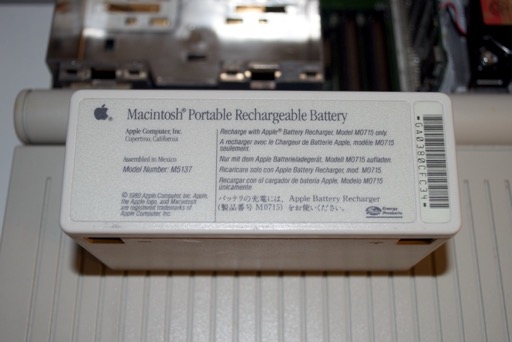 Macintosh® Portable Rechargeable Battery
Apple Computer, Inc.
Cupertino, California
Assembled in Mexico
Model Number: M5137
© 1989 Apple Computer Inc. Apple,
the Apple logo, and Macintosh
are registered trademarks of
Apple Computer, Inc.
Recharge with Apple® Battery Recharger, Model M0715 only.
A recharger avec le Chargeur de Batterie Apple, modèle M0715
seulement.
Nur mit dem Apple Batterieladegerät, Modell M0715 aufladen.
Ricaricare solo con Apple Battery Recharger, mod. M0715.
Recargar con el cargador de batería Apple, Modelo M0715
únicamente
バッテリの充電には、Apple Battery Recharger
(製品番号 M0715) をお使いください。
Energy
Products